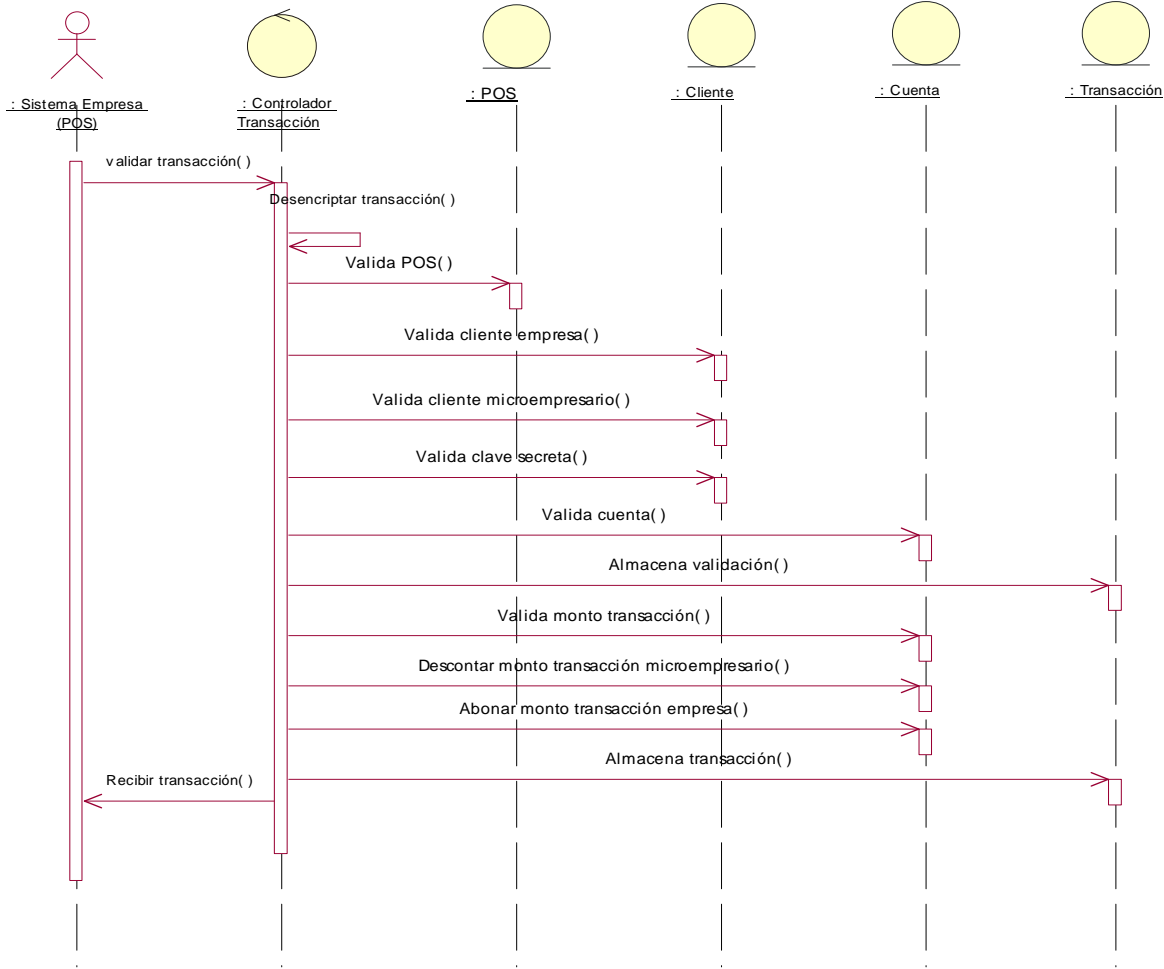 : Sistema Empresa
(POS)
: Controlador
Transacción
: POS
: Cliente
: Cuenta
: Transacción
validar transacción( )
Desencriptar transacción( )
Valida POS( )
Valida cliente empresa( )
Valida cliente microempresario( )
Valida clave secreta( )
Valida cuenta( )
Almacena validación( )
Valida monto transacción( )
Descontar monto transacción microempresario( )
Abonar monto transacción empresa( )
Almacena transacción( )
Recibir transacción( )